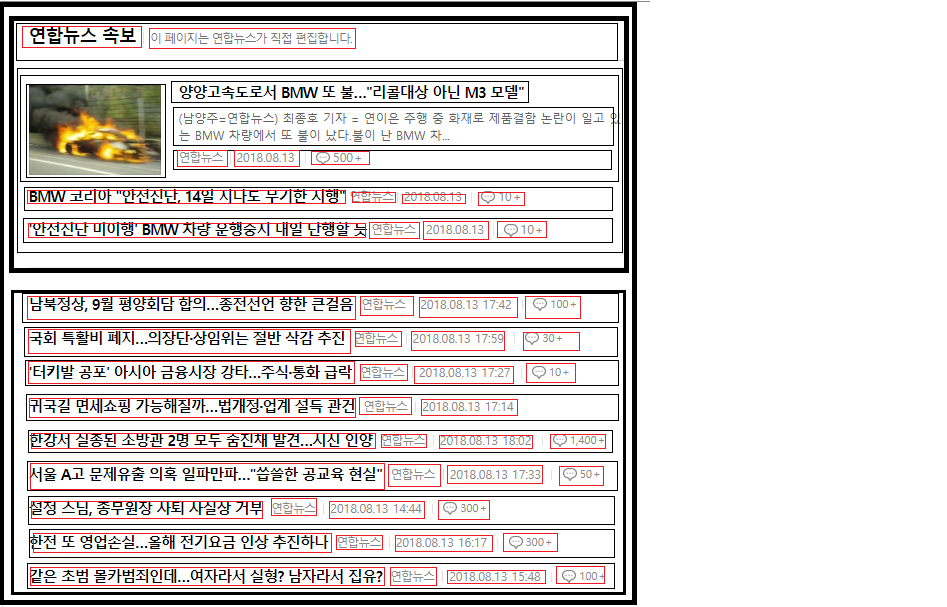 연합뉴스 속보 이 페이지는 연합뉴스가 직접 편집합니다.
양양고속도로서 BMW 또 불…"리콜대상 아닌 M3 모델"
(남양주=연합뉴스) 최종호 기자 = 연이은 주행 중 화재로 제품결함 논란이 일고 있
는 BMW 차량에서 또 불이 났다.불이 난 BMW 차…
연합뉴스 2018.08.13 500+
BMW 코리아 "안전진단, 14일 지나도 무기한 시행" 연합뉴스 2018.08.13 10+
'안전진단 미이행' BMW 차량 운행중지 내일 단행할 듯 연합뉴스 2018.08.13 10+
남북정상, 9월 평양회담 합의…종전선언 향한 큰걸음 연합뉴스 2018.08.13 17:42 100+
국회 특활비 폐지…의장단·상임위는 절반 삭감 추진 연합뉴스 2018.08.13 17:59 30+
'터키발 공포' 아시아 금융시장 강타…주식·통화 급락 연합뉴스 2018.08.13 17:27 10+
귀국길 면세쇼핑 가능해질까…법개정·업계 설득 관건 연합뉴스 2018.08.13 17:14
한강서 실종된 소방관 2명 모두 숨진채 발견…시신 인양 연합뉴스 2018.08.13 18:02 1,400+
서울 A고 문제유출 의혹 일파만파…"씁쓸한 공교육 현실" 연합뉴스 2018.08.13 17:33 50+
설정 스님, 종무원장 사퇴 사실상 거부 연합뉴스 2018.08.13 14:44 300+
한전 또 영업손실…올해 전기요금 인상 추진하나 연합뉴스 2018.08.13 16:17 300+
같은 초범 몰카범죄인데…여자라서 실형? 남자라서 집유? 연합뉴스 2018.08.13 15:48 100+